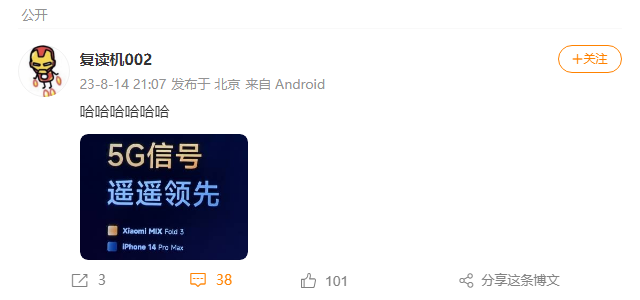 公开
复读机002
+关注
23-8-14 21:07 发布于 北京 来自 Android
哈哈哈哈哈哈
5G信号
遥遥领先
Xiaomi MIX Fold 3
iPhone 14 Pro Max
3
38
101
分享这条博文